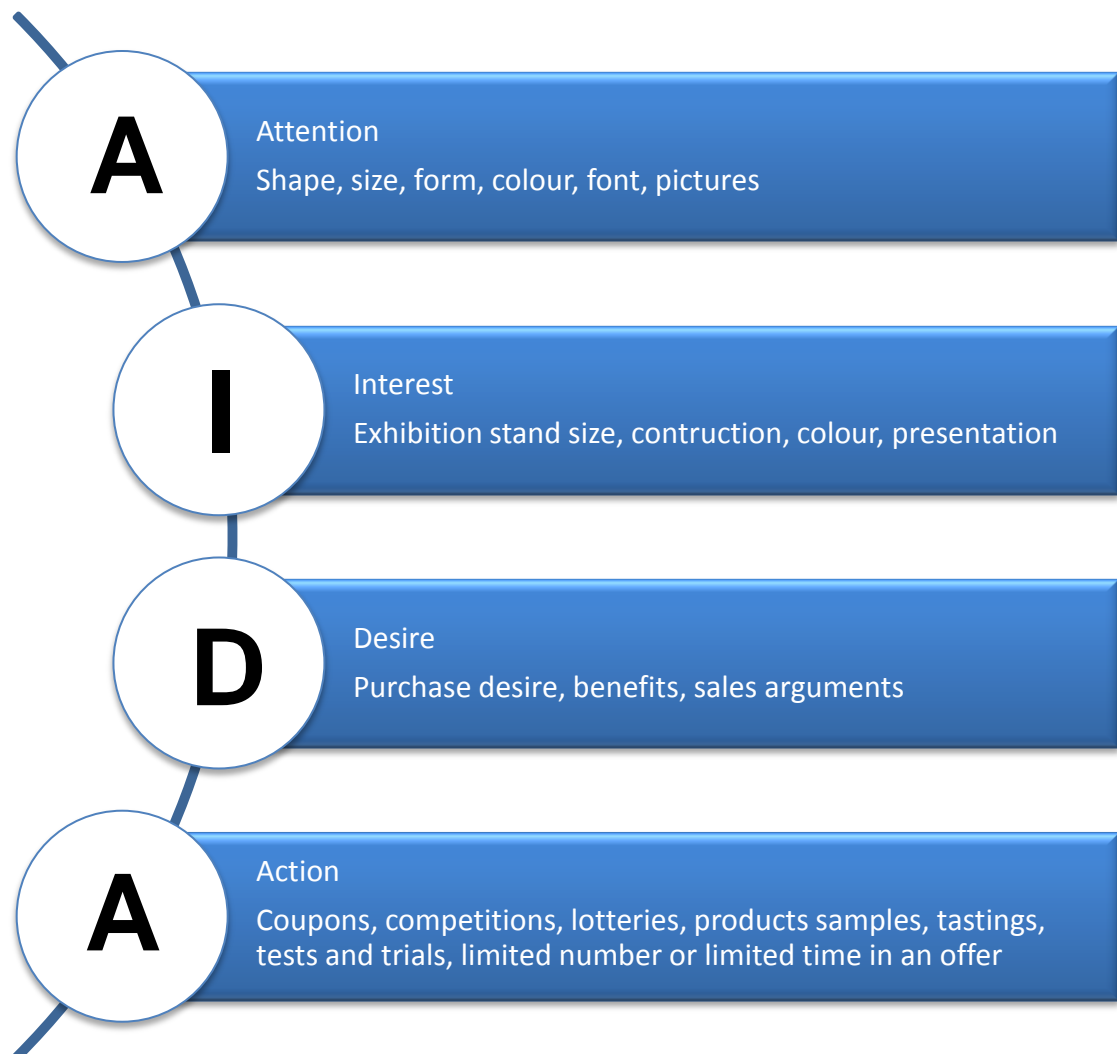 A
Attention
Shape, size, form, colour, font, pictures
I
Interest
Exhibition stand size, contruction, colour, presentation
D
Desire
Purchase desire, benefits, sales arguments
A
Action
Coupons, competitions, lotteries, products samples, tastings,
tests and trials, limited number or limited time in an offer